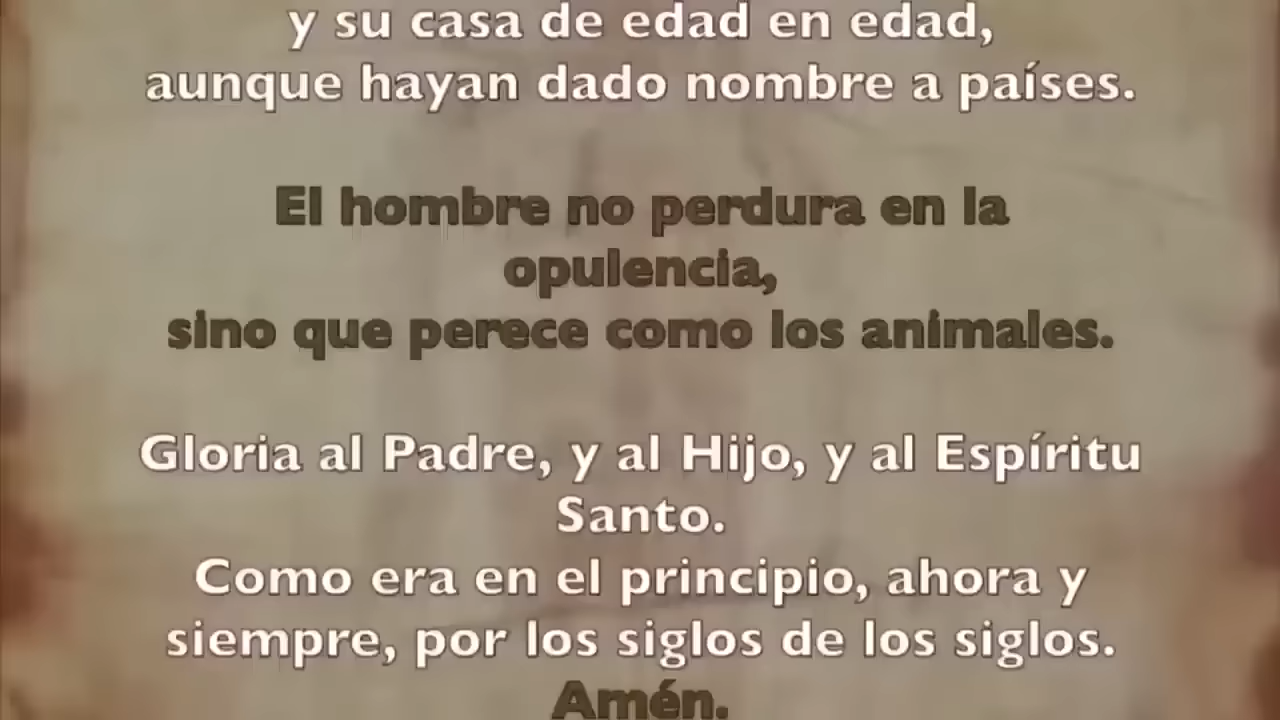 y su casa de edad en edad,
aunque hayan dado nombre a países.
El hombre no perdura en la
opulencia,
sino que perece como los animales.
Gloria al Padre, y al Hijo, y al Espíritu
Santo.
Como era en el principio, ahora y
siempre, por los siglos de los siglos.
Amén.